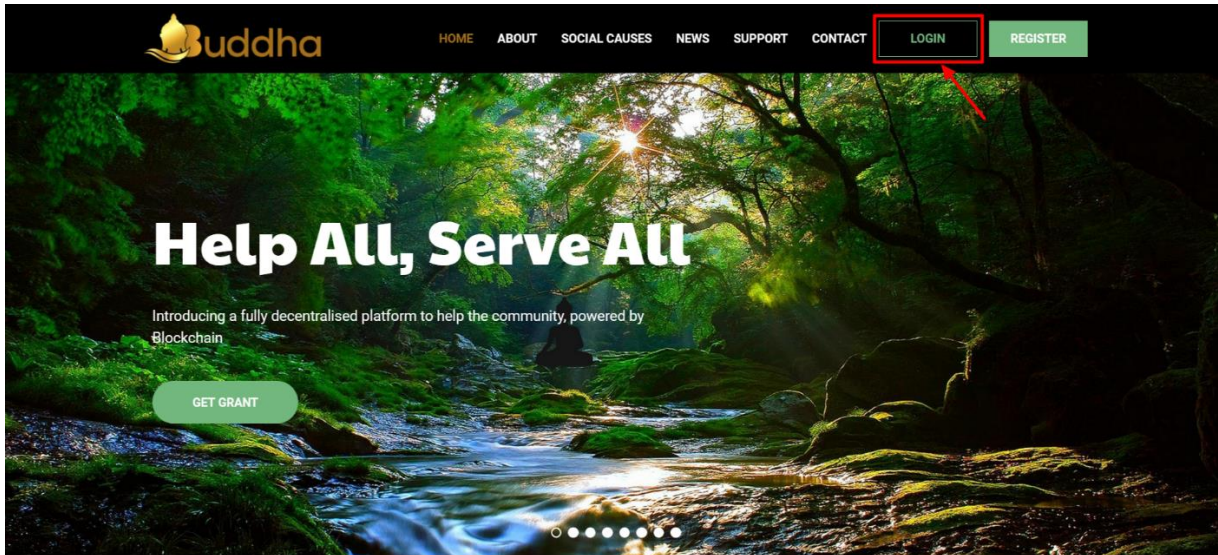 Buddha
HOME ABOUT SOCIAL CAUSES NEWS SUPPORT CONTACT LOGIN REGISTER
Help All, Serve All
Introducing a fully decentralised platform to help the community, powered by
Blockchain
GET GRANT